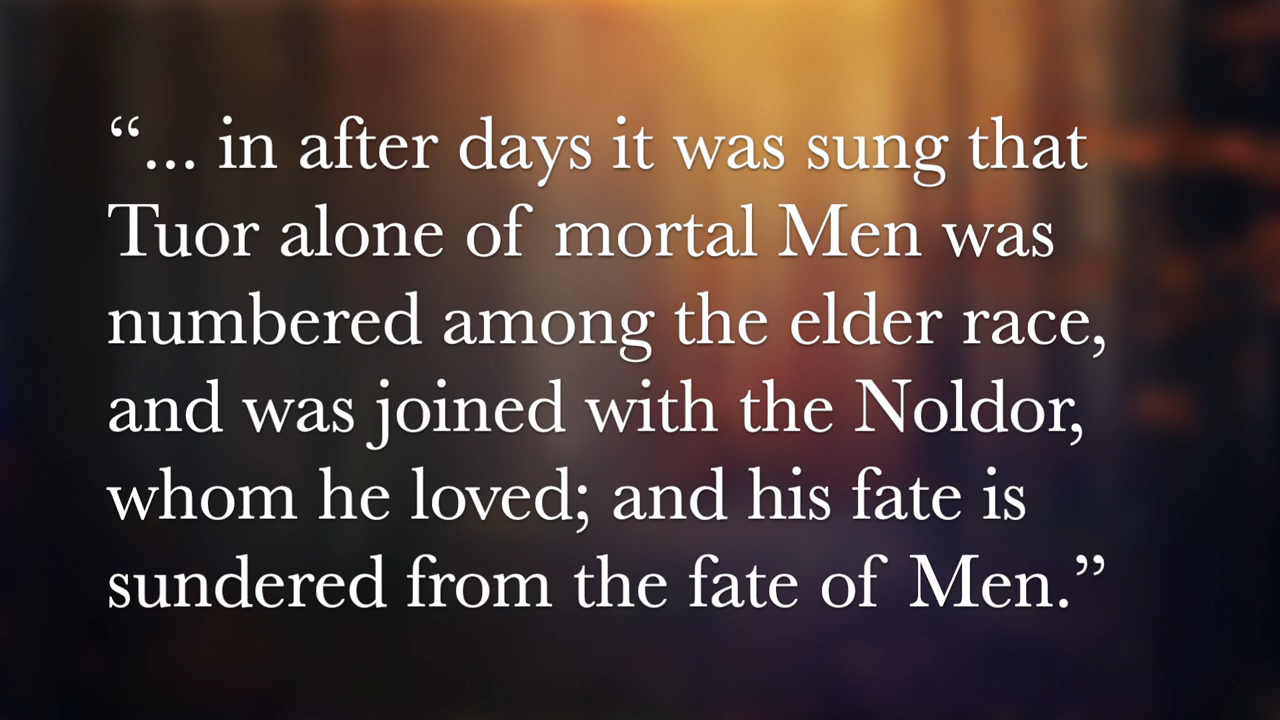 “... in after days it was sung that
Tuor alone of mortal Men was
numbered among the elder race,
and was joined with the Noldor,
whom he loved; and his fate is
sundered from the fate of Men.”